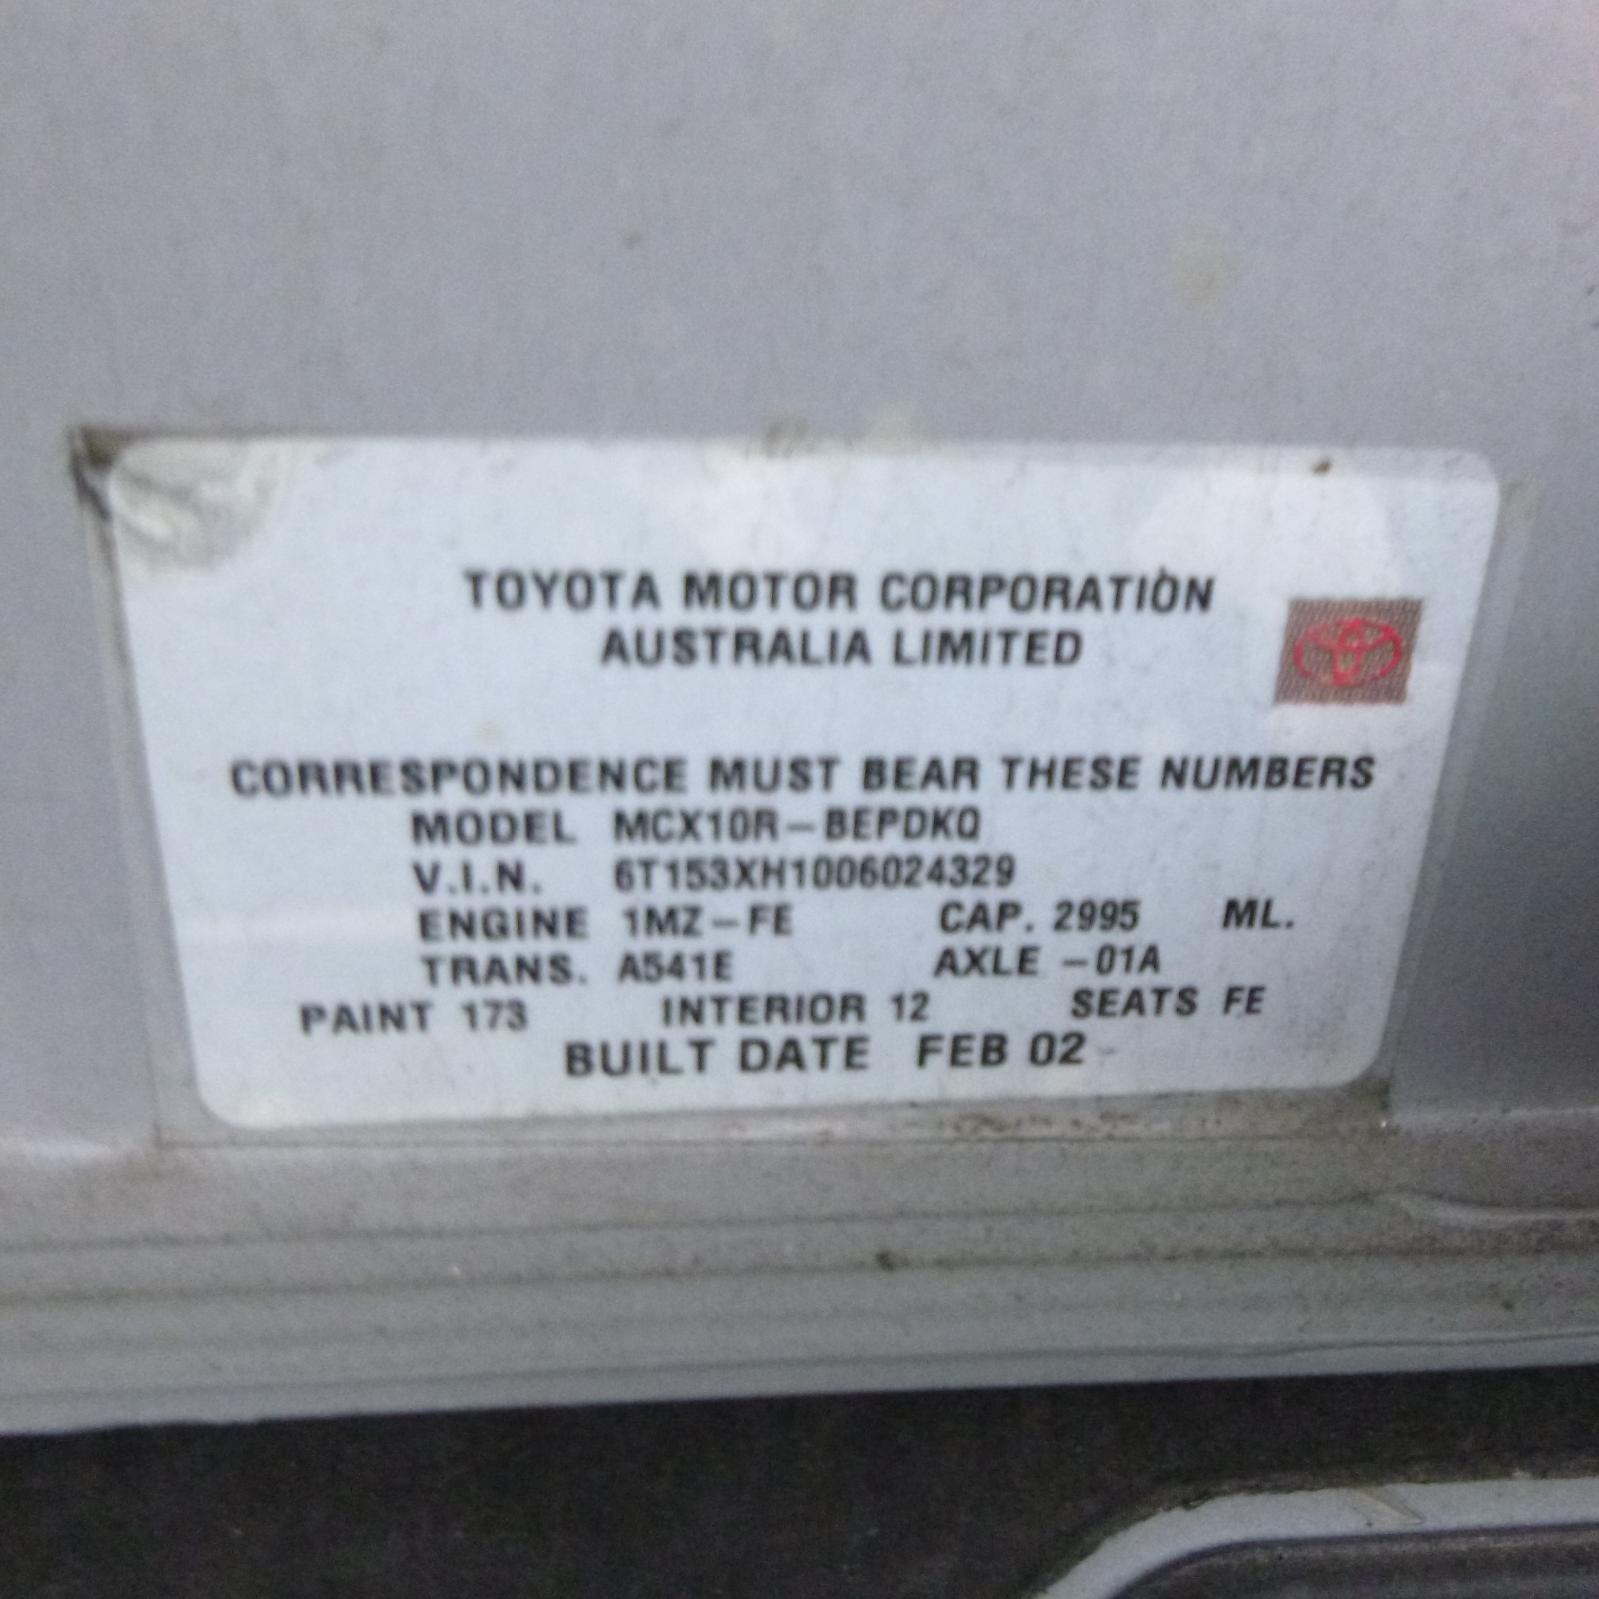 TOYOTA MOTOR CORPORATION
AUSTRALIA LIMITED
CORRESPONDENCE MUST BEAR THESE NUMBERS
MODEL MCX10R-BEPDKQ
V.I.N. 6T153XH1006024329
ENGINE 1MZ-FE CAP. 2995 ML.
TRANS. A541E AXLE -01A
PAINT 173 INTERIOR 12 SEATS FE
BUILT DATE FEB 02